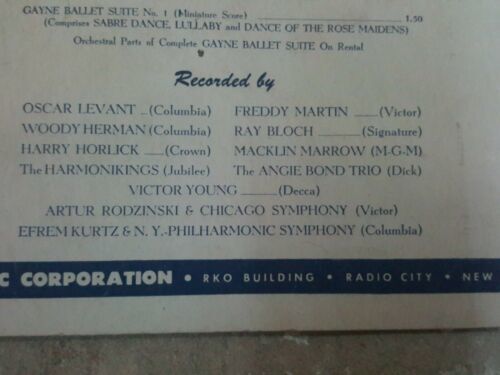 GAYNE BALLET SUITE No. 1 (Miniature Score) 1.50
(Comprises SABRE DANCE, LULLABY and DANCE OF THE ROSE MAIDENS)
Orchestral Parts of Complete GAYNE BALLET SUITE On Rental
Recorded by
OSCAR LEVANT (Columbia) FREDDY MARTIN (Victor)
WOODY HERMAN (Columbia) RAY BLOCH (Signature)
HARRY HORLICK (Crown) MACKLIN MARROW (M-G-M)
The HARMONIKINGS (Jubilee) The ANGIE BOND TRIO (Dick)
VICTOR YOUNG (Decca)
ARTUR RODZINSKI & CHICAGO SYMPHONY (Victor)
EFREM KURTZ & N. Y. PHILHARMONIC SYMPHONY (Columbia)
C CORPORATION • RKO BUILDING • RADIO CITY • NEW